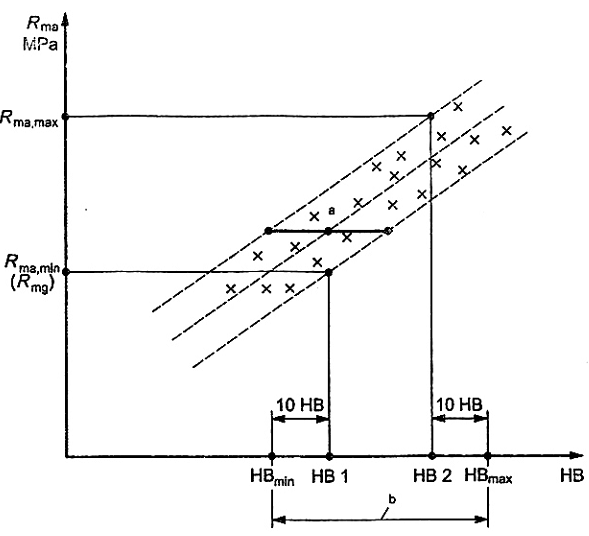 R_ma
MPa
R_ma,max
a
R_ma,min
(R_mg)
10 HB
10 HB
HB_min
HB 1
HB 2
HB_max
HB
b